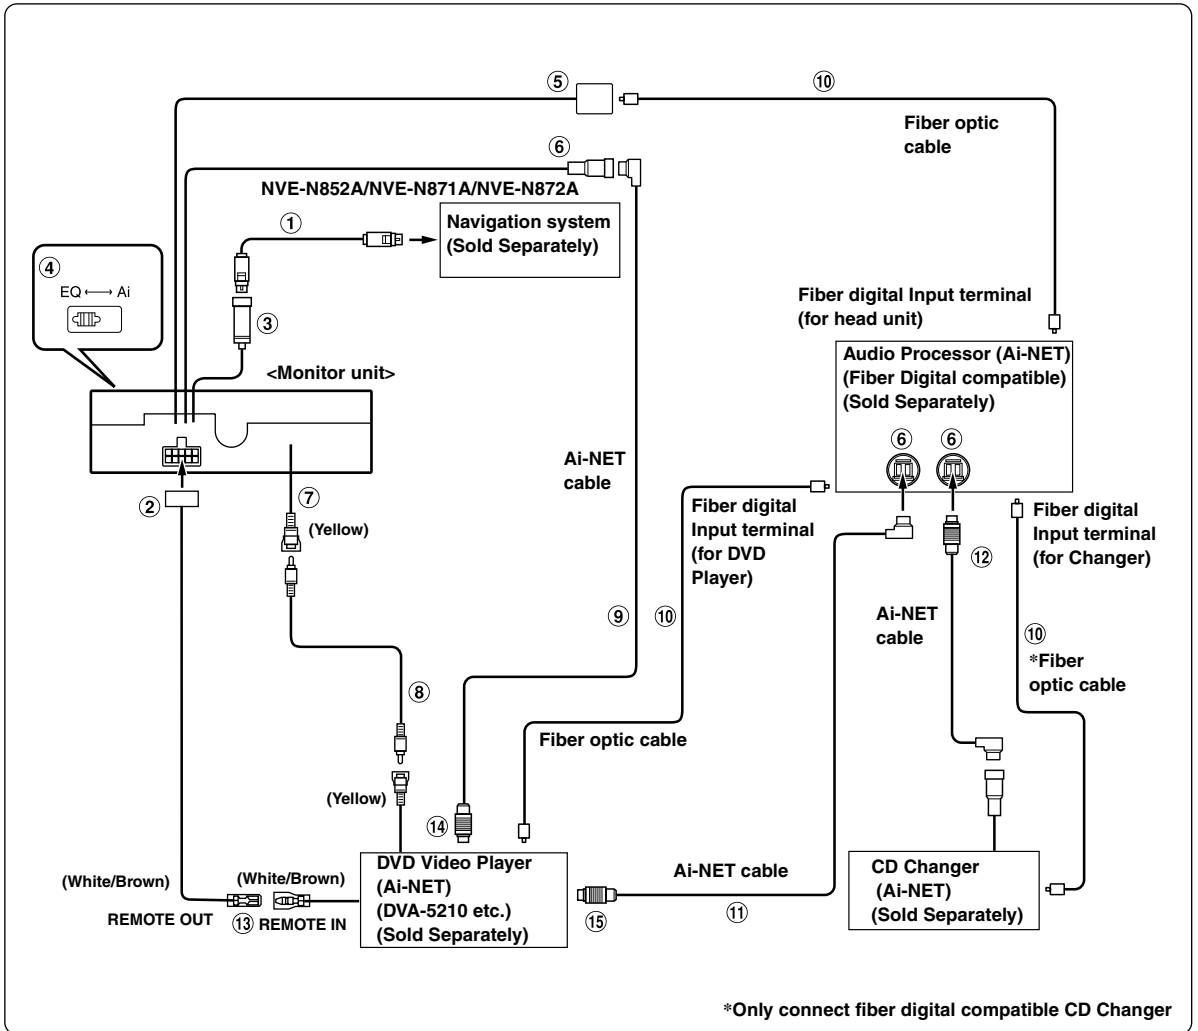 ⑤
⑩
Fiber optic
cable
⑥
NVE-N852A/NVE-N871A/NVE-N872A
①
Navigation system
(Sold Separately)
④
EQ ⟷ Ai
③
Fiber digital Input terminal
(for head unit)
<Monitor unit>
Audio Processor (Ai-NET)
(Fiber Digital compatible)
(Sold Separately)
⑥ ⑥
Ai-NET
cable
②
⑦
(Yellow)
Fiber digital
Input terminal
(for DVD
Player)
Fiber digital
Input terminal
(for Changer)
⑫
Ai-NET
cable
⑨
⑩
⑩
*Fiber
optic cable
⑧
Fiber optic cable
(Yellow)
⑭
DVD Video Player
(Ai-NET)
(DVA-5210 etc.)
(Sold Separately)
Ai-NET cable
⑪
⑮
CD Changer
(Ai-NET)
(Sold Separately)
(White/Brown)
(White/Brown)
REMOTE OUT
⑬
REMOTE IN
*Only connect fiber digital compatible CD Changer